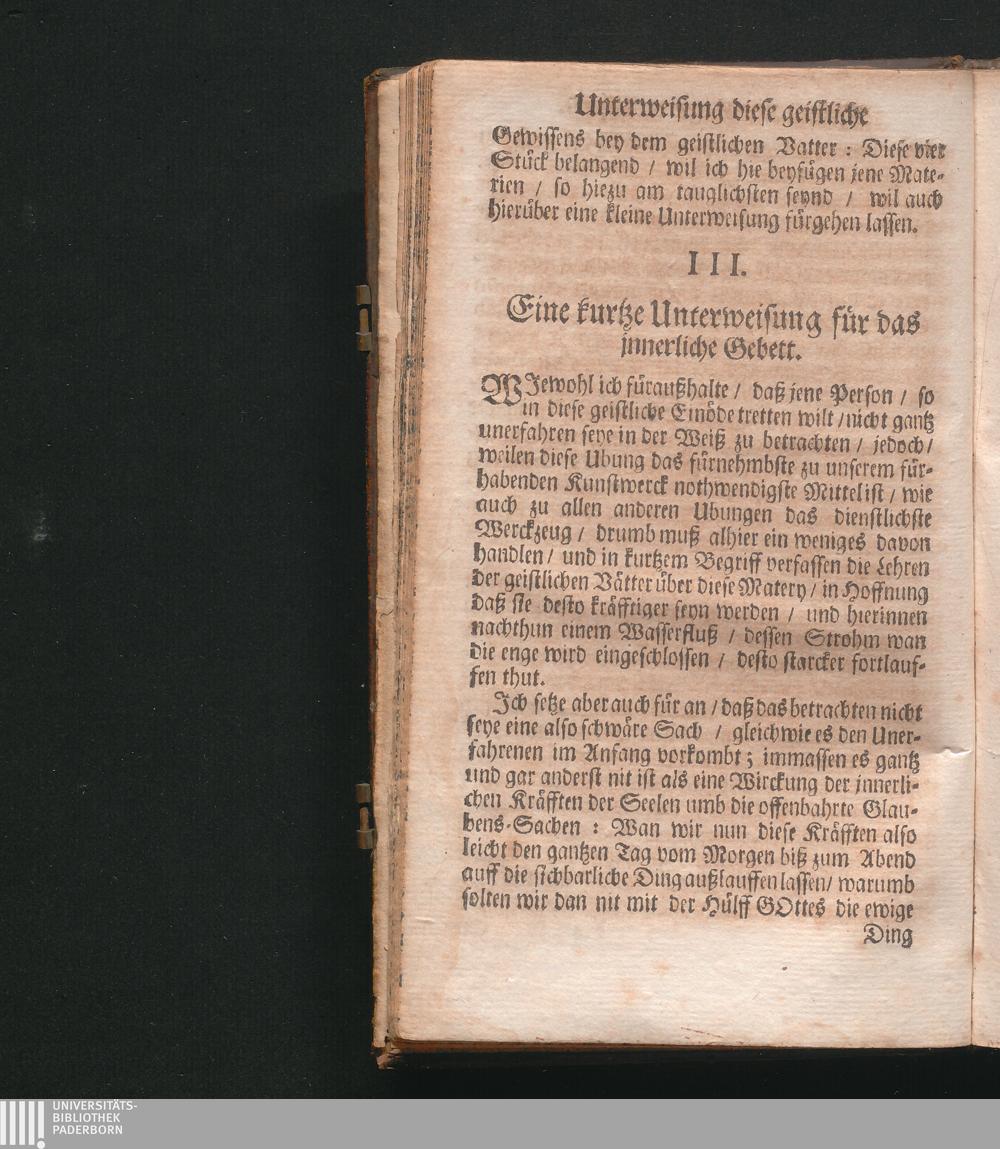 Unterweisung diese geistliche
Gewissens bey dem geistlichen Vatter : Diese vier
Stück belangend / wil ich hie beyfügen jene Mate-
rien / so hiezu am tauglichsten seynd / wil auch
hierüber eine kleine Unterweisung fürgehen lassen.
III.
Eine kurtze Unterweisung für das
jnnerliche Gebett.
WJewohl ich füraußhalte / daß jene Person / so
in diese geistliche Einöde tretten wilt / nicht gantz
unerfahren seye in der Weiß zu betrachten / jedoch /
weilen diese Ubung das fürnehmbste zu unserem für-
habenden Kunstwerck nothwendigste Mittel ist / wie
auch zu allen anderen Ubungen das dienstlichste
Werckzeug / drumb muß alhier ein weniges davon
handlen / und in kurtzem Begriff verfassen die Lehren
der geistlichen Vätter über diese Matery / in Hoffnung
daß sie desto kräfftiger seyn werden / und hierinnen
nachthun einem Wasserfluß / dessen Strohm wan
die enge wird eingeschlossen / desto starcker fortlauf-
fen thut.
Jch setze aber auch für an / daß das betrachten nicht
seye eine also schwäre Sach / gleichwie es den Uner-
fahrenen im Anfang vorkombt ; immassen es gantz
und gar anderst nit ist als eine Wirckung der jnnerli-
chen Kräfften der Seelen umb die offenbahrte Glau-
bens-Sachen : Wan wir nun diese Kräfften also
leicht den gantzen Tag vom Morgen biß zum Abend
auff die sichbarliche Ding außlauffen lassen / warumb
solten wir dan nit mit der Hülff GOttes die ewige
Ding
UNIVERSITÄTS-
BIBLIOTHEK
PADERBORN